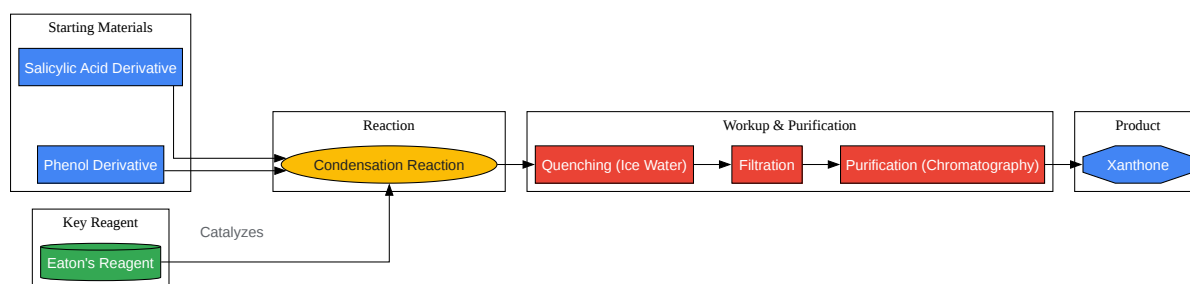 Starting Materials
Salicylic Acid Derivative
Phenol Derivative
Key Reagent
Eaton's Reagent
Catalyzes
Reaction
Condensation Reaction
Workup & Purification
Quenching (Ice Water)
Filtration
Purification (Chromatography)
Product
Xanthone